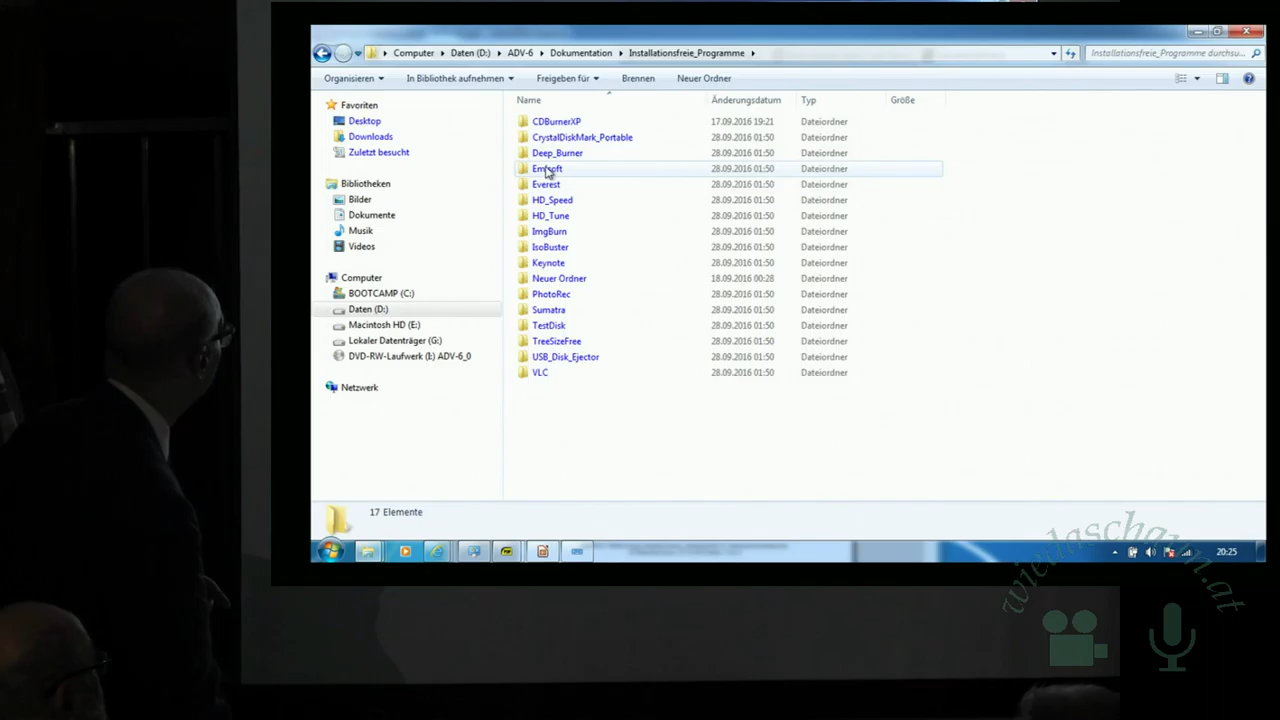 Computer ▸ Daten (D:) ▸ ADV-6 ▸ Dokumentation ▸ Installationsfreie_Programme ▸
Installationsfreie_Programme durchsu...
Organisieren In Bibliothek aufnehmen Freigeben für Brennen Neuer Ordner
Favoriten
Desktop
Downloads
Zuletzt besucht
Bibliotheken
Bilder
Dokumente
Musik
Videos
Computer
BOOTCAMP (C:)
Daten (D:)
Macintosh HD (E:)
Lokaler Datenträger (G:)
DVD-RW-Laufwerk (I:) ADV-6_0
Netzwerk
Name Änderungsdatum Typ Größe
CDBurnerXP 17.09.2016 19:21 Dateiordner
CrystalDiskMark_Portable 28.09.2016 01:50 Dateiordner
Deep_Burner 28.09.2016 01:50 Dateiordner
28.09.2016 01:50 Dateiordner
Everest 28.09.2016 01:50 Dateiordner
HD_Speed 28.09.2016 01:50 Dateiordner
HD_Tune 28.09.2016 01:50 Dateiordner
ImgBurn 28.09.2016 01:50 Dateiordner
IsoBuster 28.09.2016 01:50 Dateiordner
Keynote 28.09.2016 01:50 Dateiordner
Neuer Ordner 18.09.2016 00:28 Dateiordner
PhotoRec 28.09.2016 01:50 Dateiordner
Sumatra 28.09.2016 01:50 Dateiordner
TestDisk 28.09.2016 01:50 Dateiordner
TreeSizeFree 28.09.2016 01:50 Dateiordner
USB_Disk_Ejector 28.09.2016 01:50 Dateiordner
VLC 28.09.2016 01:50 Dateiordner
17 Elemente
20:25
wiedaschaun.at